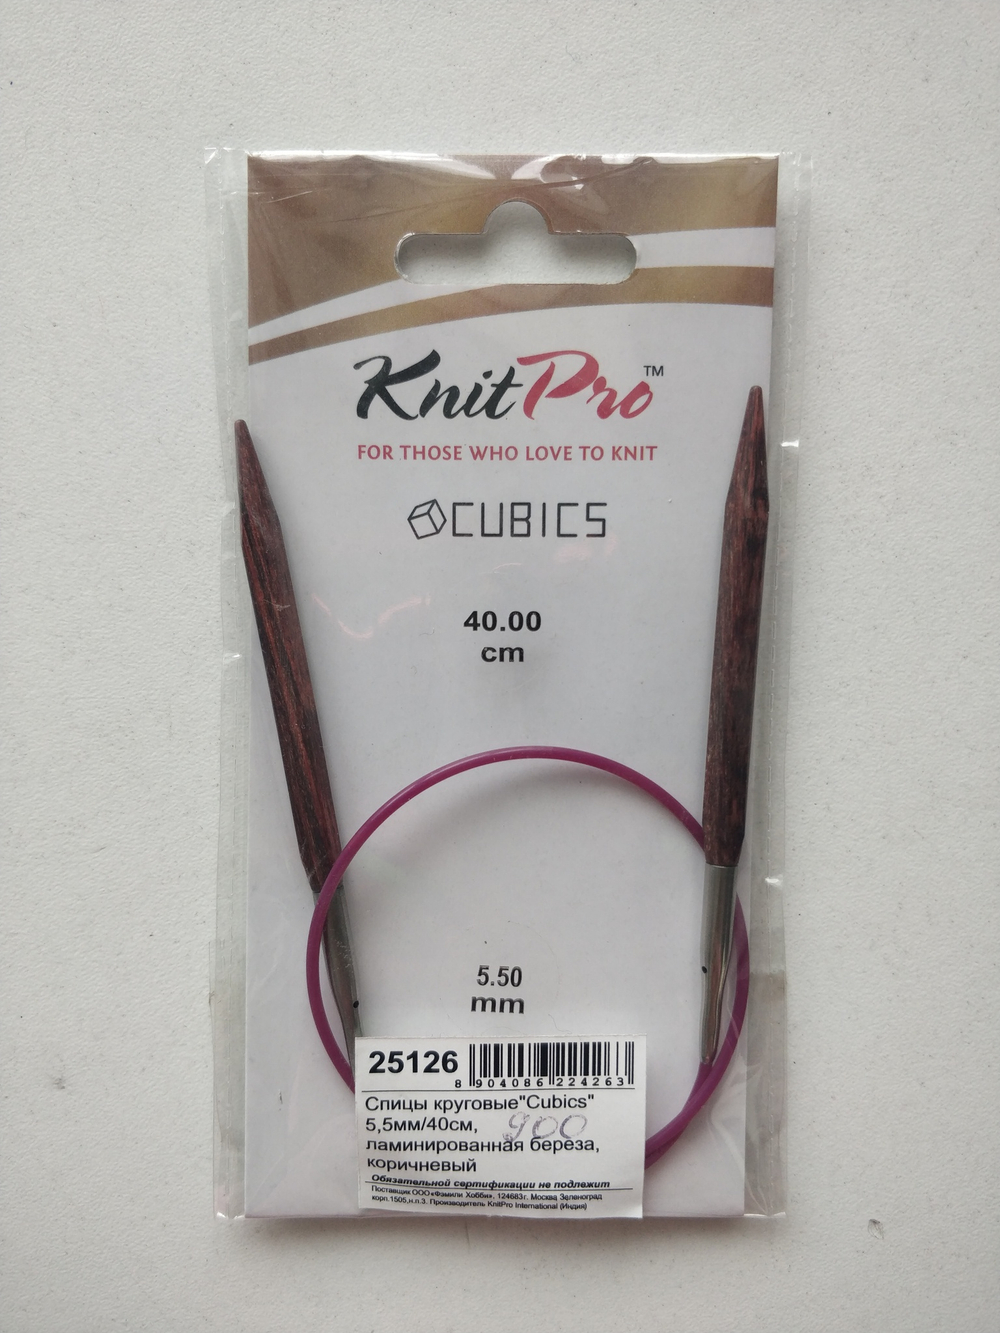 KnitPro™
FOR THOSE WHO LOVE TO KNIT
CUBICS
40.00
cm
5.50
mm
25126
8 904086 224263
Спицы круговые"Cubics"
5,5мм/40см,
900
ламинированная береза,
коричневый
Обязательной сертификации не подлежит
Поставщик ООО«Фэмили Хобби», 124683г. Москва Зеленоград
корп.1505,н.п.3. Производитель KnitPro International (Индия)